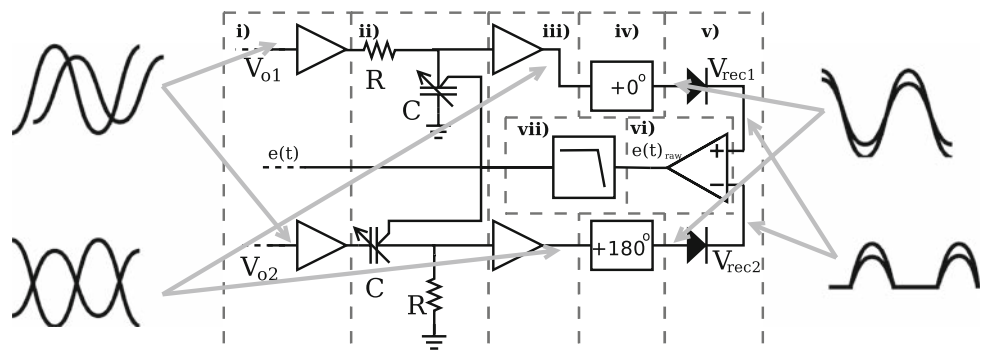 i) ii) iii) iv) v)
V_o1 R +0° V_rec1
C
vii) vi)
e(t) e(t)_raw +
−
V_o2 C +180° V_rec2
R